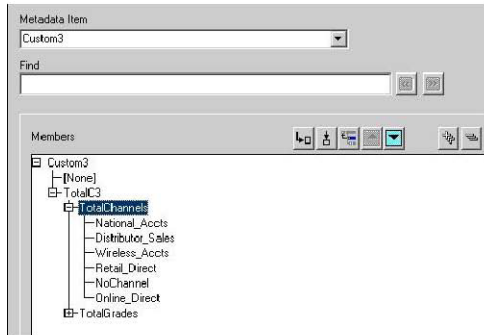 Metadata Item
Custom3
Find
Members
Custom3
[None]
TotalC3
TotalChannels
National_Accts
Distributor_Sales
Wireless_Accts
Retail_Direct
NoChannel
Online_Direct
TotalGrades